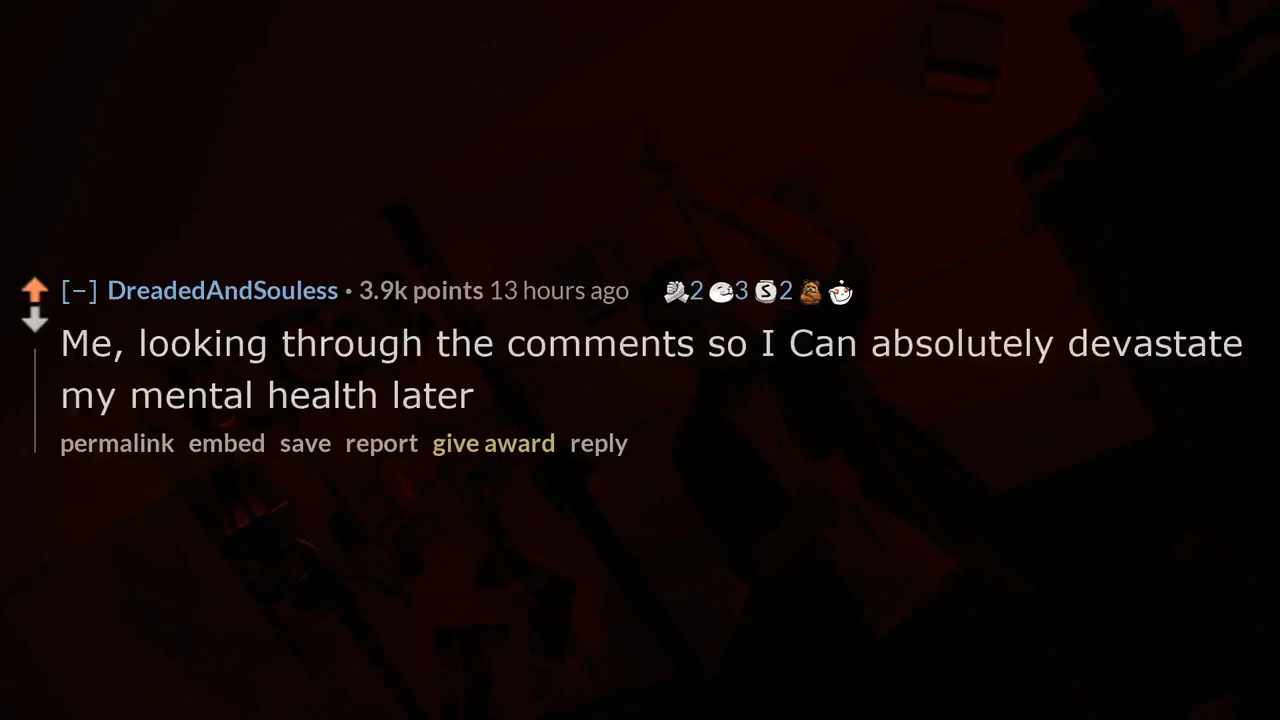 [−] DreadedAndSouless · 3.9k points 13 hours ago 2 3 S 2
Me, looking through the comments so I Can absolutely devastate
my mental health later
permalink embed save report give award reply